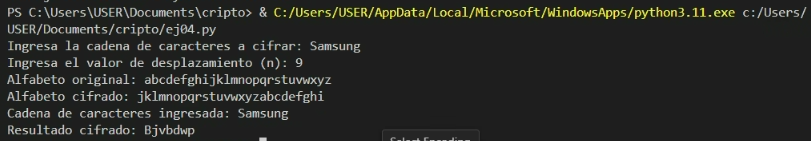 PS C:\Users\USER\Documents\cripto> & C:/Users/USER/AppData/Local/Microsoft/WindowsApps/python3.11.exe c:/Users/
USER/Documents/cripto/ej04.py
Ingresa la cadena de caracteres a cifrar: Samsung
Ingresa el valor de desplazamiento (n): 9
Alfabeto original: abcdefghijklmnopqrstuvwxyz
Alfabeto cifrado: jklmnopqrstuvwxyzabcdefghi
Cadena de caracteres ingresada: Samsung
Resultado cifrado: Bjvbdwp
Select Encoding